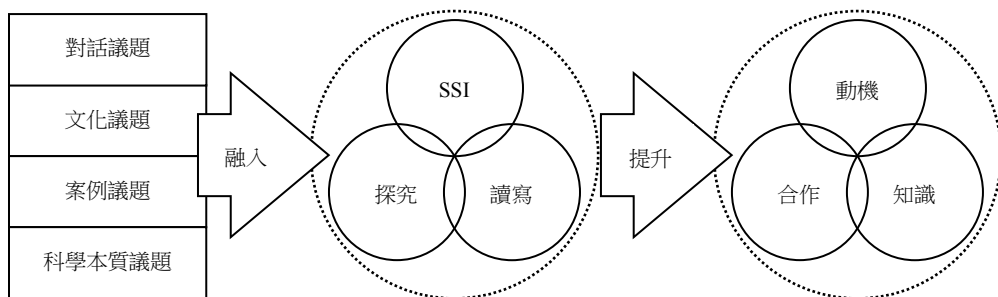 對話議題
文化議題
案例議題
科學本質議題
融入
SSI
探究
讀寫
提升
動機
合作
知識